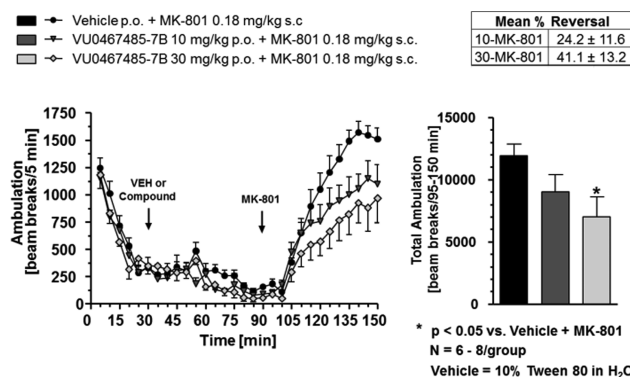 Vehicle p.o. + MK-801 0.18 mg/kg s.c
VU0467485-7B 10 mg/kg p.o. + MK-801 0.18 mg/kg s.c.
VU0467485-7B 30 mg/kg p.o. + MK-801 0.18 mg/kg s.c.
Mean % Reversal
10-MK-801 24.2 ± 11.6
30-MK-801 41.1 ± 13.2
Ambulation
[beam breaks/5 min]
1750
1500
1250
1000
750
500
250
0
VEH or
Compound
MK-801
0 15 30 45 60 75 90 105 120 135 150
Time [min]
Total Ambulation
[beam breaks/95-150 min]
15000
10000
5000
0
*
* p < 0.05 vs. Vehicle + MK-801
N = 6 - 8/group
Vehicle = 10% Tween 80 in H₂O